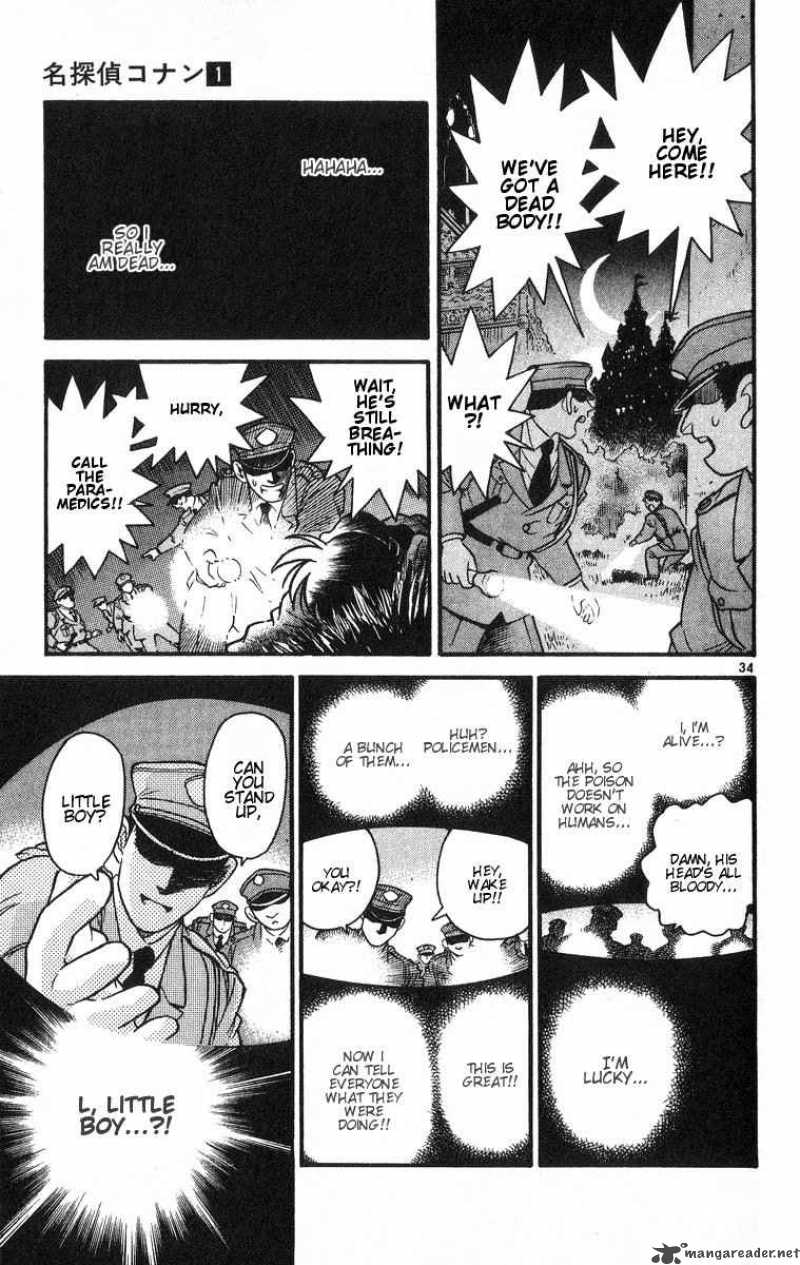 名探偵コナン1
HEY,
COME
HERE!!
WE'VE
GOT A
DEAD
BODY!!
WHAT
?!
HAHAHA...
SO I
REALLY
AM DEAD...
WAIT,
HE'S
STILL
BREA-
THING!
HURRY,
CALL
THE
PARA-
MEDICS!!
34
I, I'M
ALIVE...?
AHH, SO
THE POISON
DOESN'T
WORK ON
HUMANS...
DAMN, HIS
HEAD'S ALL
BLOODY...
I'M
LUCKY...
HUH?
POLICEMEN...
A BUNCH
OF THEM...
HEY,
WAKE
UP!!
YOU
OKAY?!
THIS IS
GREAT!!
NOW I
CAN TELL
EVERYONE
WHAT THEY
WERE
DOING!!
CAN
YOU
STAND
UP,
LITTLE
BOY?
L, LITTLE
BOY...?!
mangareader.net